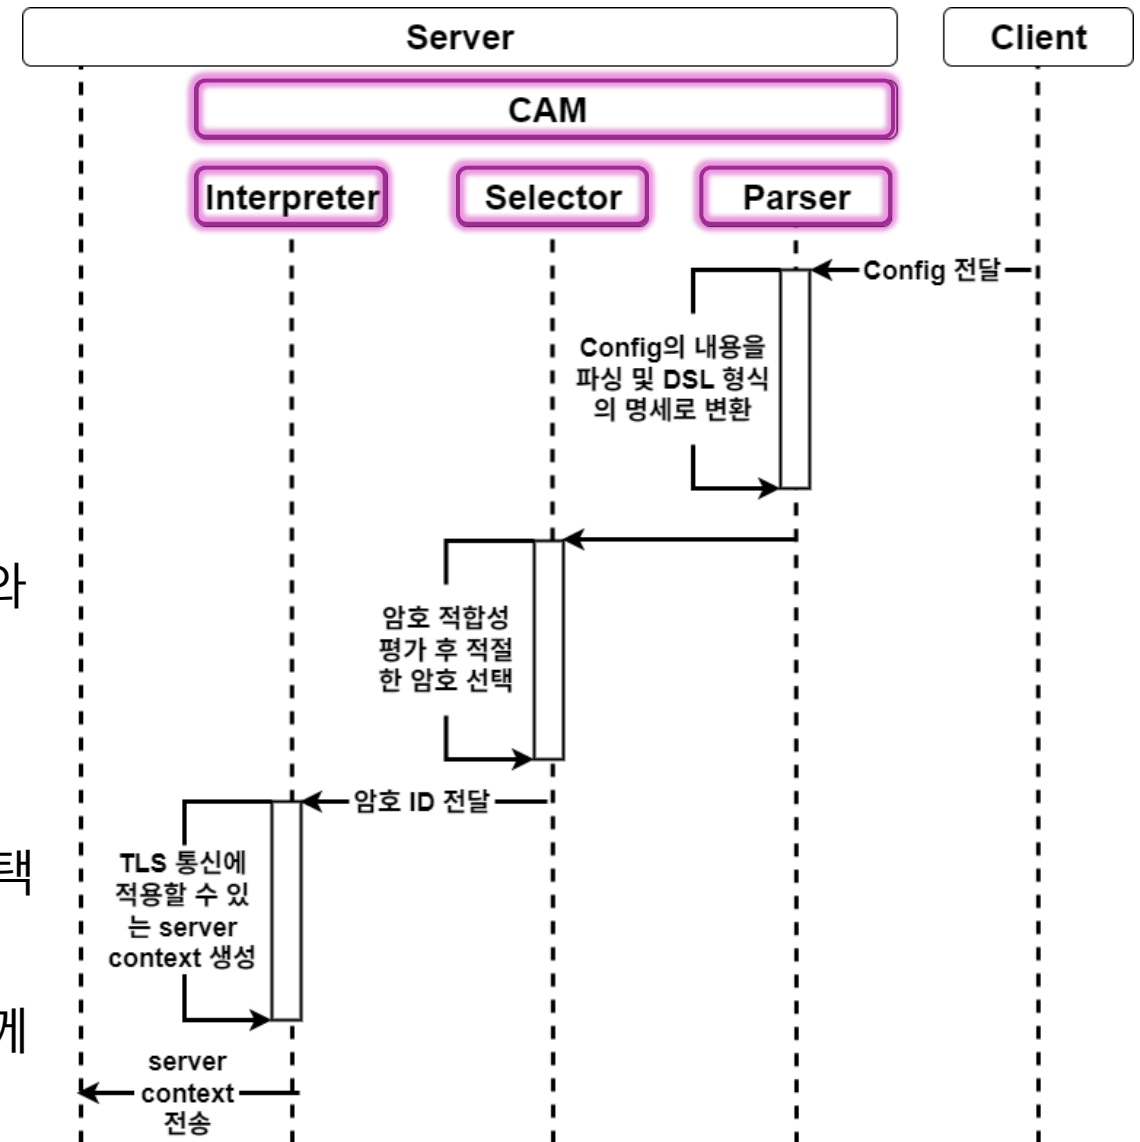 Server
Client
CAM
Interpreter
Selector
Parser
Config 전달
Config의 내용을
파싱 및 DSL 형식
의 명세로 변환
와
암호 적합성
평가 후 적절
한 암호 선택
암호 ID 전달
택
TLS 통신에
적용할 수 있
는 server
context 생성
께
server
context
전송